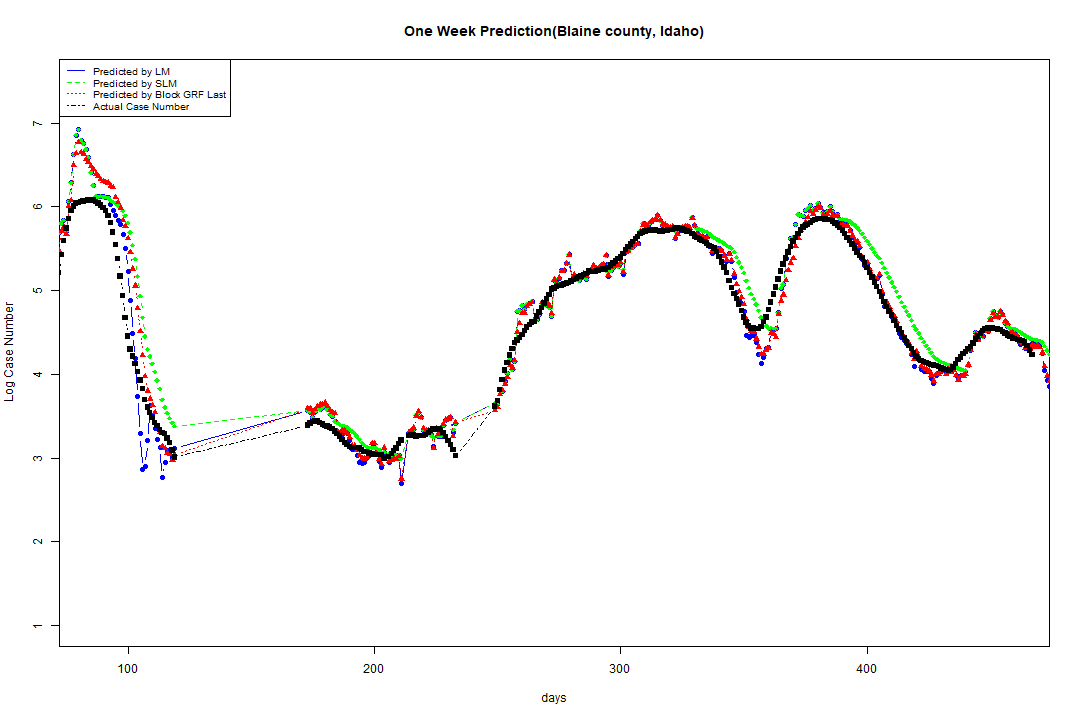 One Week Prediction(Blaine county, Idaho)
Predicted by LM
Predicted by SLM
Predicted by Block GRF Last
Actual Case Number
7
6
5
4
3
2
1
Log Case Number
100 200 300 400
days